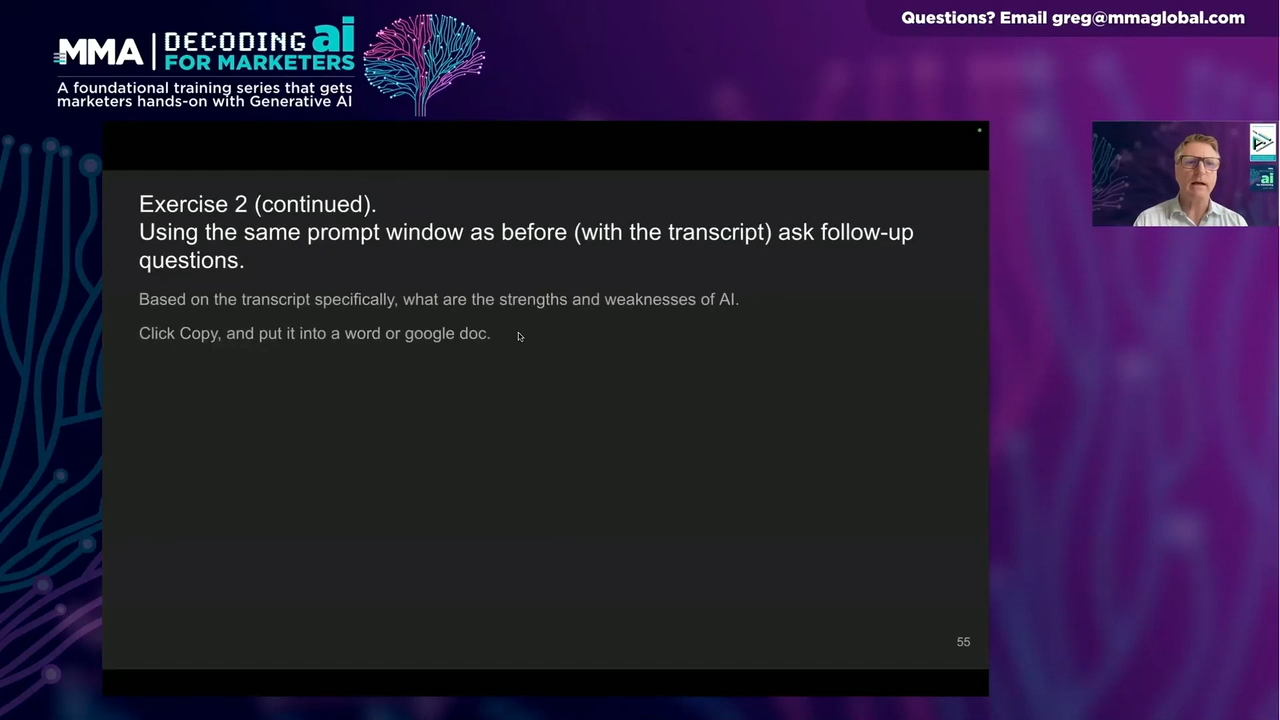 Questions? Email greg@mmaglobal.com
MMA
DECODING ai
FOR MARKETERS
A foundational training series that gets
marketers hands-on with Generative AI
Exercise 2 (continued).
Using the same prompt window as before (with the transcript) ask follow-up
questions.
Based on the transcript specifically, what are the strengths and weaknesses of AI.
Click Copy, and put it into a word or google doc.
55
ai